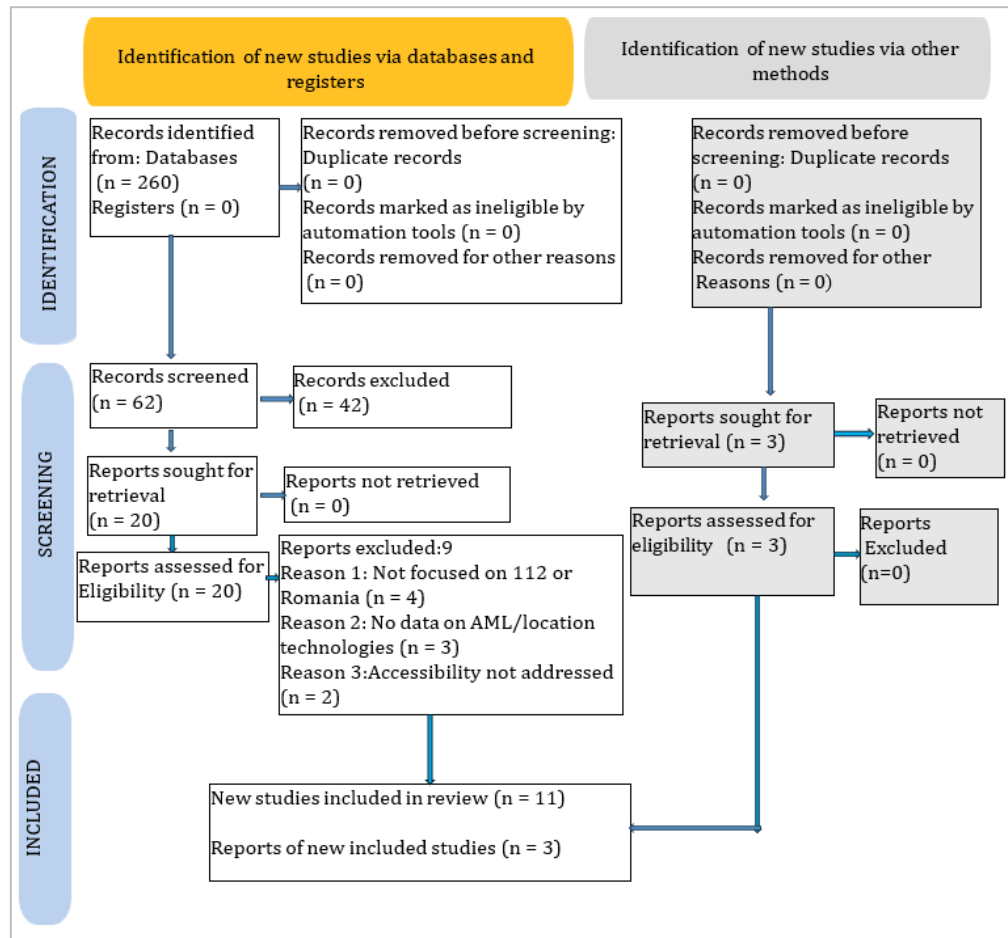 Identification of new studies via databases and
registers
Identification of new studies via other
methods
IDENTIFICATION
Records identified
from: Databases
(n = 260)
Registers (n = 0)
Records removed before screening:
Duplicate records
(n = 0)
Records marked as ineligible by
automation tools (n = 0)
Records removed for other reasons
(n = 0)
Records removed before
screening: Duplicate records
(n = 0)
Records marked as ineligible by
automation tools (n = 0)
Records removed for other
Reasons (n = 0)
SCREENING
Records screened
(n = 62)
Records excluded
(n = 42)
Reports sought for
retrieval
(n = 20)
Reports not retrieved
(n = 0)
Reports assessed for
Eligibility (n = 20)
Reports excluded:9
Reason 1: Not focused on 112 or
Romania (n = 4)
Reason 2: No data on AML/location
technologies (n = 3)
Reason 3:Accessibility not addressed
(n = 2)
Reports sought for
retrieval (n = 3)
Reports not
retrieved
(n = 0)
Reports assessed for
eligibility (n = 3)
Reports
Excluded
(n=0)
INCLUDED
New studies included in review (n = 11)
Reports of new included studies (n = 3)